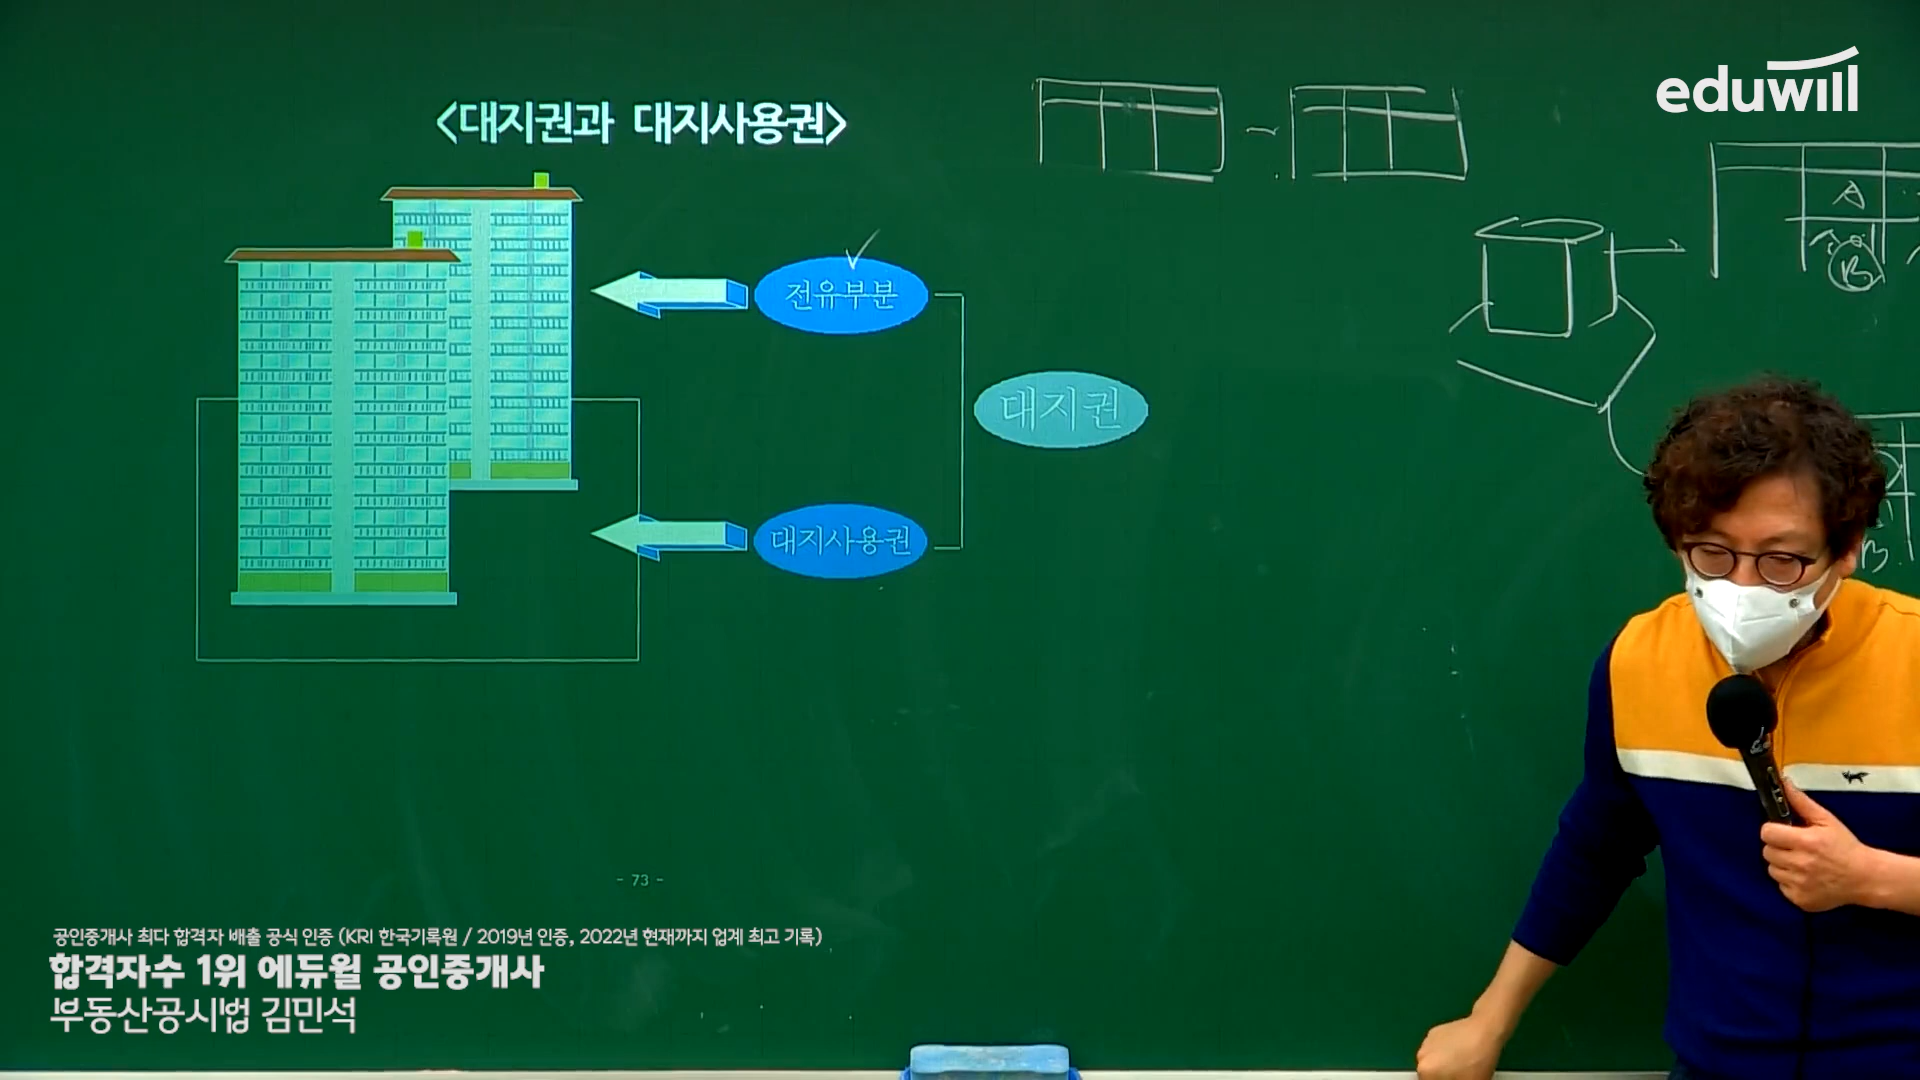 eduwill
<대지권과 대지사용권>
전유부분
대지권
대지사용권
A
B
B
- 73 -
공인중개사 최다 합격자 배출 공식 인증 (KRI 한국기록원 / 2019년 인증, 2022년 현재까지 업계 최고 기록)
합격자수 1위 에듀윌 공인중개사
부동산공시법 김민석